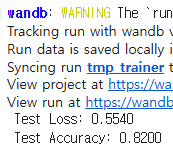 wandb: WARNING The `run
Tracking run with wandb v
Run data is saved locally i
Syncing run tmp_trainer t
View project at https://wa
View run at https://wandb
Test Loss: 0.5540
Test Accuracy: 0.8200